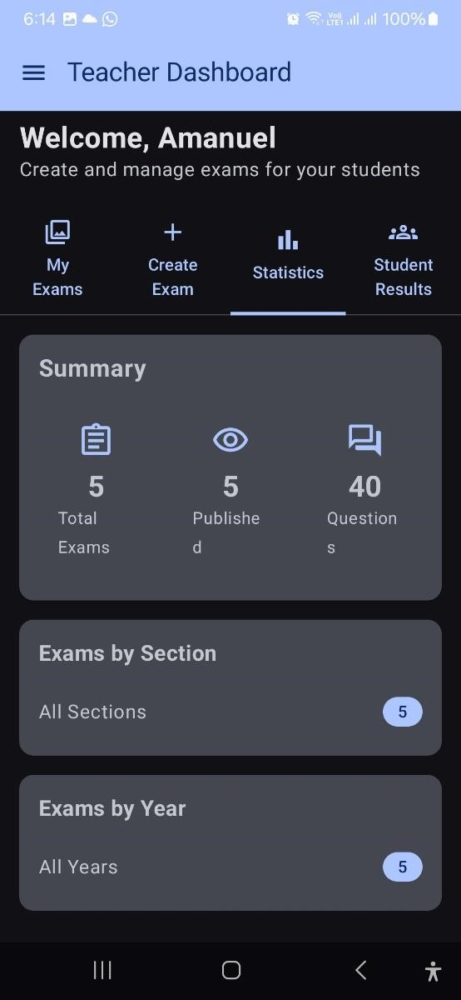 6:14 Vo)) LTE1 100%
Teacher Dashboard
Welcome, Amanuel
Create and manage exams for your students
My
Exams
Create
Exam
Statistics
Student
Results
Summary
5
Total
Exams
5
Publishe
d
40
Question
s
Exams by Section
All Sections 5
Exams by Year
All Years 5